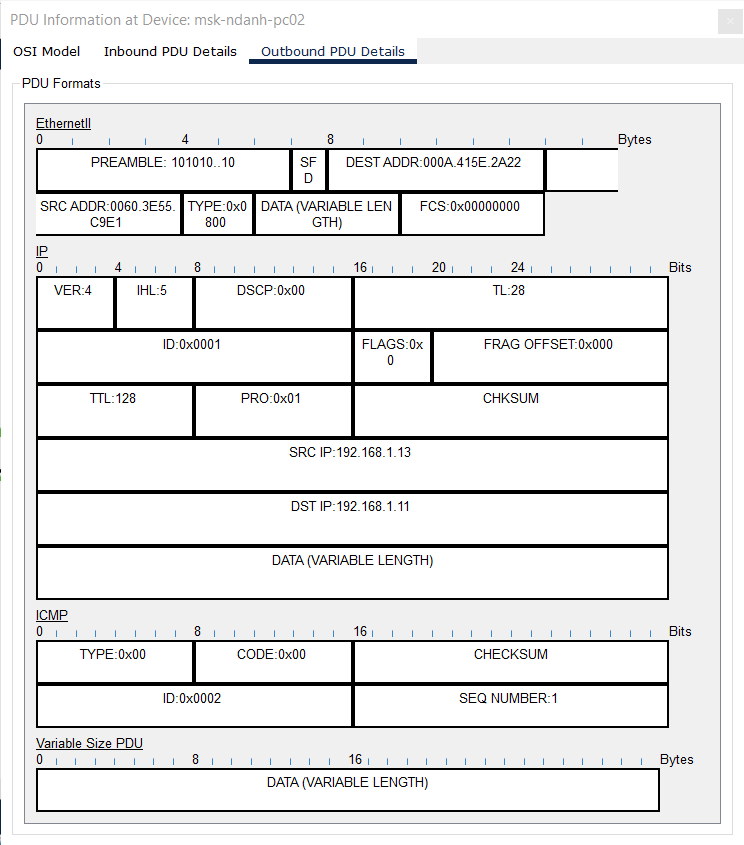 PDU Information at Device: msk-ndanh-pc02
OSI Model Inbound PDU Details Outbound PDU Details
PDU Formats
EthernetII
0 4 8 Bytes
PREAMBLE: 101010..10 SF DEST ADDR:000A.415E.2A22
D
SRC ADDR:0060.3E55. TYPE:0x0 DATA (VARIABLE LEN FCS:0x00000000
C9E1 800 GTH)
IP
0 4 8 16 20 24 Bits
VER:4 IHL:5 DSCP:0x00 TL:28
ID:0x0001 FLAGS:0x FRAG OFFSET:0x000
0
TTL:128 PRO:0x01 CHKSUM
SRC IP:192.168.1.13
DST IP:192.168.1.11
DATA (VARIABLE LENGTH)
ICMP
0 8 16 Bits
TYPE:0x00 CODE:0x00 CHECKSUM
ID:0x0002 SEQ NUMBER:1
Variable Size PDU
0 8 16 Bytes
DATA (VARIABLE LENGTH)